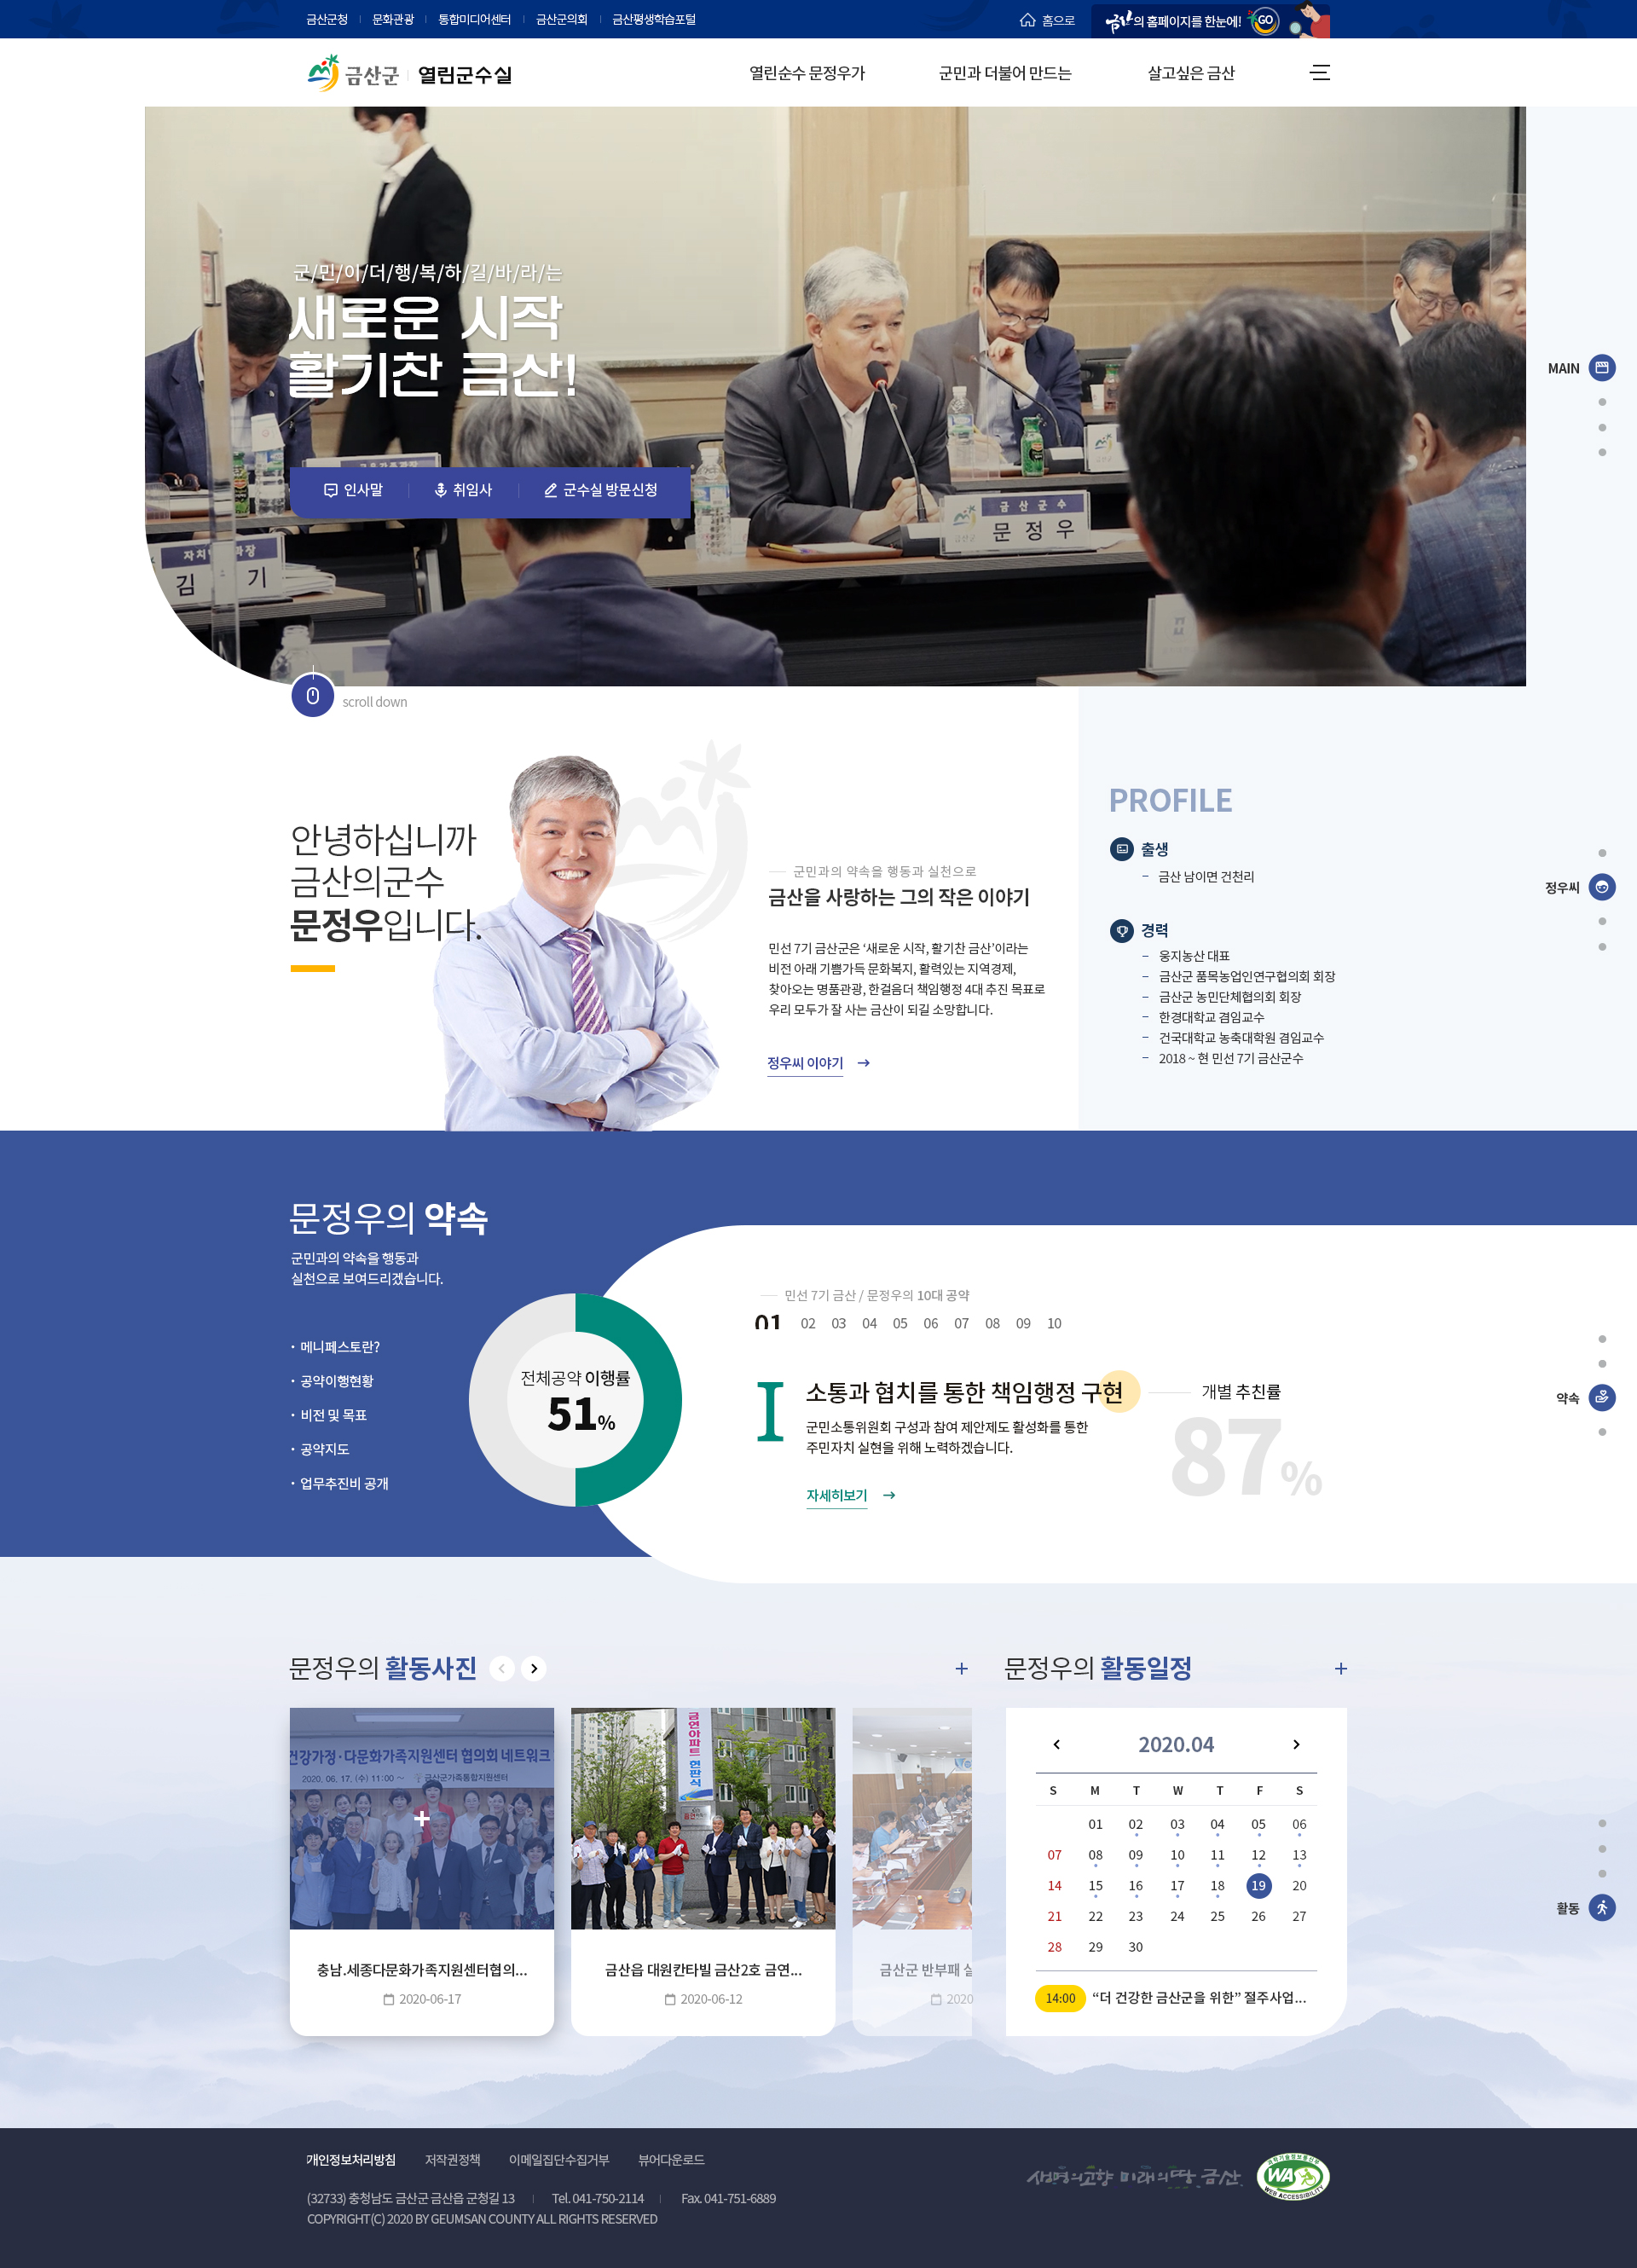 금산군청 문화관광 통합미디어센터 금산군의회 금산평생학습포털
홈으로
금산의 홈페이지를 한눈에! GO
금산군 열린군수실
열린순수 문정우가 군민과 더불어 만드는 살고싶은 금산
군/민/이/더/행/복/하/길/바/라/는
새로운 시작
활기찬 금산!
인사말 취임사 군수실 방문신청
금산군수
문정우
김 기
MAIN
scroll down
안녕하십니까
금산의군수
문정우입니다.
군민과의 약속을 행동과 실천으로
금산을 사랑하는 그의 작은 이야기
민선 7기 금산군은 ‘새로운 시작, 활기찬 금산’이라는
비전 아래 기쁨가득 문화복지, 활력있는 지역경제,
찾아오는 명품관광, 한걸음더 책임행정 4대 추진 목표로
우리 모두가 잘 사는 금산이 되길 소망합니다.
정우씨 이야기
PROFILE
출생
금산 남이면 건천리
경력
웅지농산 대표
금산군 품목농업인연구협의회 회장
금산군 농민단체협의회 회장
한경대학교 겸임교수
건국대학교 농축대학원 겸임교수
2018 ~ 현 민선 7기 금산군수
정우씨
문정우의 약속
군민과의 약속을 행동과
실천으로 보여드리겠습니다.
메니페스토란?
공약이행현황
비전 및 목표
공약지도
업무추진비 공개
전체공약 이행률
51%
민선 7기 금산 / 문정우의 10대 공약
01 02 03 04 05 06 07 08 09 10
I
소통과 협치를 통한 책임행정 구현
군민소통위원회 구성과 참여 제안제도 활성화를 통한
주민자치 실현을 위해 노력하겠습니다.
자세히보기
개별 추진률
87%
약속
문정우의 활동사진
건강가정·다문화가족지원센터 협의회 네트워크
2020. 06. 17. (수) 11:00 ~ 금산군가족통합지원센터
충남.세종다문화가족지원센터협의...
2020-06-17
금연아파트 현판식
금산읍 대원칸타빌 금산2호 금연...
2020-06-12
금산군 반부패 실
2020
문정우의 활동일정
2020.04
S M T W T F S
01 02 03 04 05 06
07 08 09 10 11 12 13
14 15 16 17 18 19 20
21 22 23 24 25 26 27
28 29 30
14:00 “더 건강한 금산군을 위한” 절주사업...
활동
개인정보처리방침 저작권정책 이메일집단수집거부 뷰어다운로드
(32733) 충청남도 금산군 금산읍 군청길 13 Tel. 041-750-2114 Fax. 041-751-6889
COPYRIGHT(C) 2020 BY GEUMSAN COUNTY ALL RIGHTS RESERVED
생명의고향 미래의땅 금산
WA
WEB ACCESSIBILITY